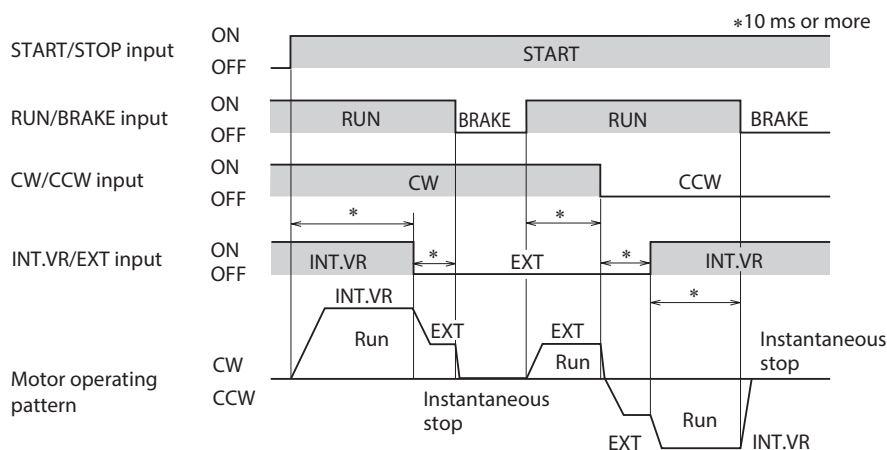 *10 ms or more
START/STOP input
ON
OFF
START
RUN/BRAKE input
ON
OFF
RUN
BRAKE
RUN
BRAKE
CW/CCW input
ON
OFF
CW
CCW
*
*
INT.VR/EXT input
ON
OFF
INT.VR
*
EXT
*
INT.VR
*
Motor operating
pattern
CW
CCW
INT.VR
Run
EXT
Instantaneous
stop
EXT
Run
EXT
Run
INT.VR
Instantaneous
stop